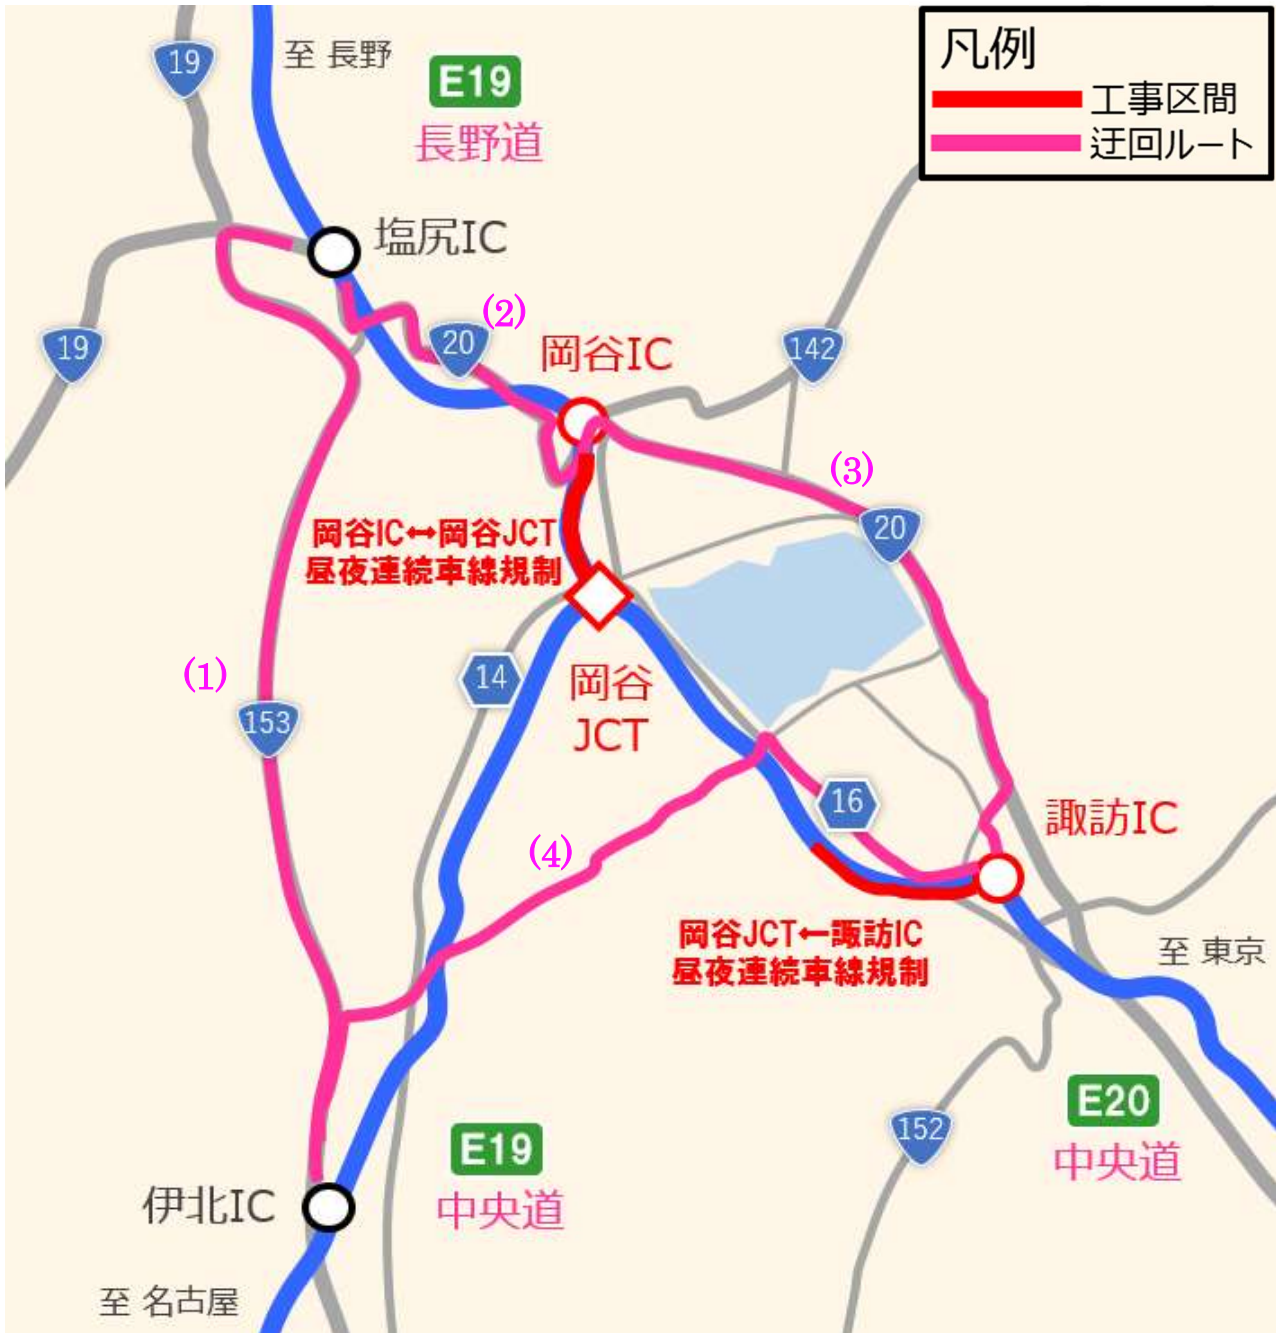 凡例
工事区間
迂回ルート
19
至 長野
E19
長野道
塩尻IC
(2)
20
岡谷IC
142
19
(3)
20
岡谷IC↔岡谷JCT
昼夜連続車線規制
(1)
153
14
岡谷
JCT
16
諏訪IC
(4)
岡谷JCT←諏訪IC
昼夜連続車線規制
至 東京
E20
中央道
152
E19
中央道
伊北IC
至 名古屋